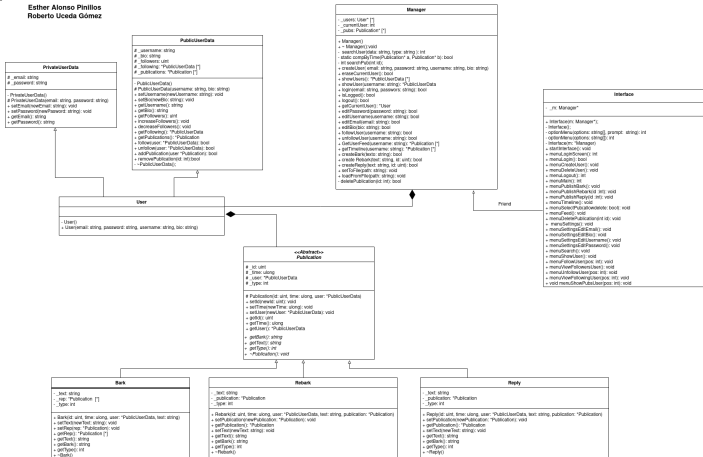 Esther Alonso Pinillos
Roberto Uceda Gómez
PrivateUserData
# _email: string
# _password: string
- PrivateUserData()
# PrivateUserData(email: string, password: string)
+ setEmail(newEmail: string): void
+ setPassword(newPassword: string): void
+ getEmail(): string
+ getPassword(): string
PublicUserData
# _username: string
# _bio: string
# _followers: uint
# _following: *PublicUserData [*]
# _publications: *Publication [*]
- PublicUserData()
# PublicUserData(username: string, bio: string)
+ setUsername(newUsername: string): void
+ setBio(newBio: string): void
+ getUsername(): string
+ getBio(): string
+ getFollowers(): uint
+ increaseFollowers(): void
+ decreaseFollowers(): void
+ getFollowing(): *PublicUserData
+ getPublications(): *Publication
+ follow(user: *PublicUserData): bool
+ unfollow(user: *PublicUserData): bool
+ addPublication(user *Publication): bool
+ removePublication(id: int):bool
- ~PublicUserData();
User
- User()
+ User(email: string, password: string, username: string, bio: string)
Manager
- _users: User* [*]
- _currentUser: int
- _pubs: Publication* [*]
+ Manager()
+ ~ Manager(): void
- searchUser(data: string, type: string ): int
- static compByTime(Publication* a, Publication* b): bool
- int searchPub(int id);
+ createUser( email: string, password: string, username: string, bio: string)
+ eraseCurrentUser(): bool
+ showUsers(): *PublicUserData [*]
+ showUser(username: string): *PublicUserData
+ login(email: string, password: string): bool
+ isLogged(): bool
+ logout(): bool
+ getCurrentUser(): *User
+ editPassword(password: string): bool
+ editUsername(username: string): bool
+ editEmail(email: string): bool
+ editBio(bio: string): bool
+ followUser(username: string): bool
+ unfollowUser(username: string): bool
+ GetUserFeed(username: string): *Publication [*]
+ getTimeline(username: string): *Publication [*]
+ createBark(text: string): bool
+ create Rebark(text: string, id: uint): bool
+ createReply(text: string, id: uint): bool
+ setToFile(path: string): void
+ loadFromFile(path: string): void
- deletePublication(id: int): bool
Friend
Interface
- _m: Manager*
+ Interface(m: Manager*);
- Interface();
- optionMenu(options: string[], prompt: string): int
- optionMenu(options: string[]): int
- Interface(m: *Manager)
+ startInterface(): void
+ menuLoginScreen(): int
+ menuLogin(): bool
+ menuCreateUser(): void
+ menuDeleteUser(): void
+ menuLogout(): int
+ menuMain(): int
+ menuPublishBark(): void
+ menuPublishRebark(id: int): void
+ menuPublishReply(id: int): void
+ menuTimeline(): void
+ menuSelectPub(allowdelete: bool): void
+ menuFeed(): void
+ menuDeletePublication(int id): void
+ menuSettings(): void
+ menuSettingsEditEmail(): void
+ menuSettingsEditBio(): void
+ menuSettingsEditUsername(): void
+ menuSettingsEditPassword(): void
+ menuSearch(): void
+ menuShowUser(): void
+ menuFollowUser(pos: int): void
+ menuViewFollowersUser(): void
+ menuUnfollowUser(pos: int): void
+ menuViewFollowingUser(pos: int): void
+ void menuShowPubsUser(pos: int): void
<<Abstract>>
Publication
# _id: uint
# _time: ulong
# _user: *PublicUserData
# _type: int
# Publication(id: uint, time: ulong, user: *PublicUserData)
+ setId(newId: uint): void
+ setTime(newTime: ulong): void
+ setUser(newUser: *PublicUserData): void
+ getId(): uint
+ getTime(): ulong
+ getUser(): *PublicUserData
+ getBark(): string
+ getText(): string
+ getType(): int
+ ~Publication(): void
Bark
- _text: string
- _rep: *Publication [*]
- _type: int
+ Bark(id: uint, time: ulong, user: *PublicUserData, text: string)
+ setText(newText: string): void
+ setRep(rep: *Publication): void
+ getRep(): *Publication [*]
+ getText(): string
+ getBark(): string
+ getType(): int
+ ~Bark()
Rebark
- _text: string
- _publication: *Publication
- _type: int
+ Rebark(id: uint, time: ulong, user: *PublicUserData, text: string, publication: *Publication)
+ setPublication(newPublication: *Publication): void
+ getPublication(): *Publication
+ setText(newText: string): void
+ getText(): string
+ getBark(): string
+ getType(): int
+ ~Rebark()
Reply
- _text: string
- _publication: *Publication
- _type: int
+ Reply(id: uint, time: ulong, user: *PublicUserData, text: string, publication: *Publication)
+ setPublication(newPublication: *Publication): void
+ getPublication(): *Publication
+ setText(newText: string): void
+ getText(): string
+ getBark(): string
+ getType(): int
+ ~Reply()